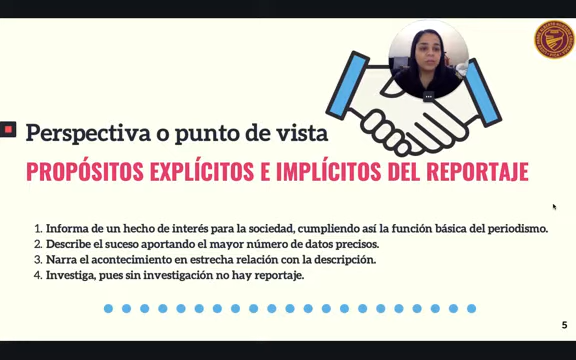 Perspectiva o punto de vista
PROPÓSITOS EXPLÍCITOS E IMPLÍCITOS DEL REPORTAJE
1. Informa de un hecho de interés para la sociedad, cumpliendo así la función básica del periodismo.
2. Describe el suceso aportando el mayor número de datos precisos.
3. Narra el acontecimiento en estrecha relación con la descripción.
4. Investiga, pues sin investigación no hay reportaje.
5